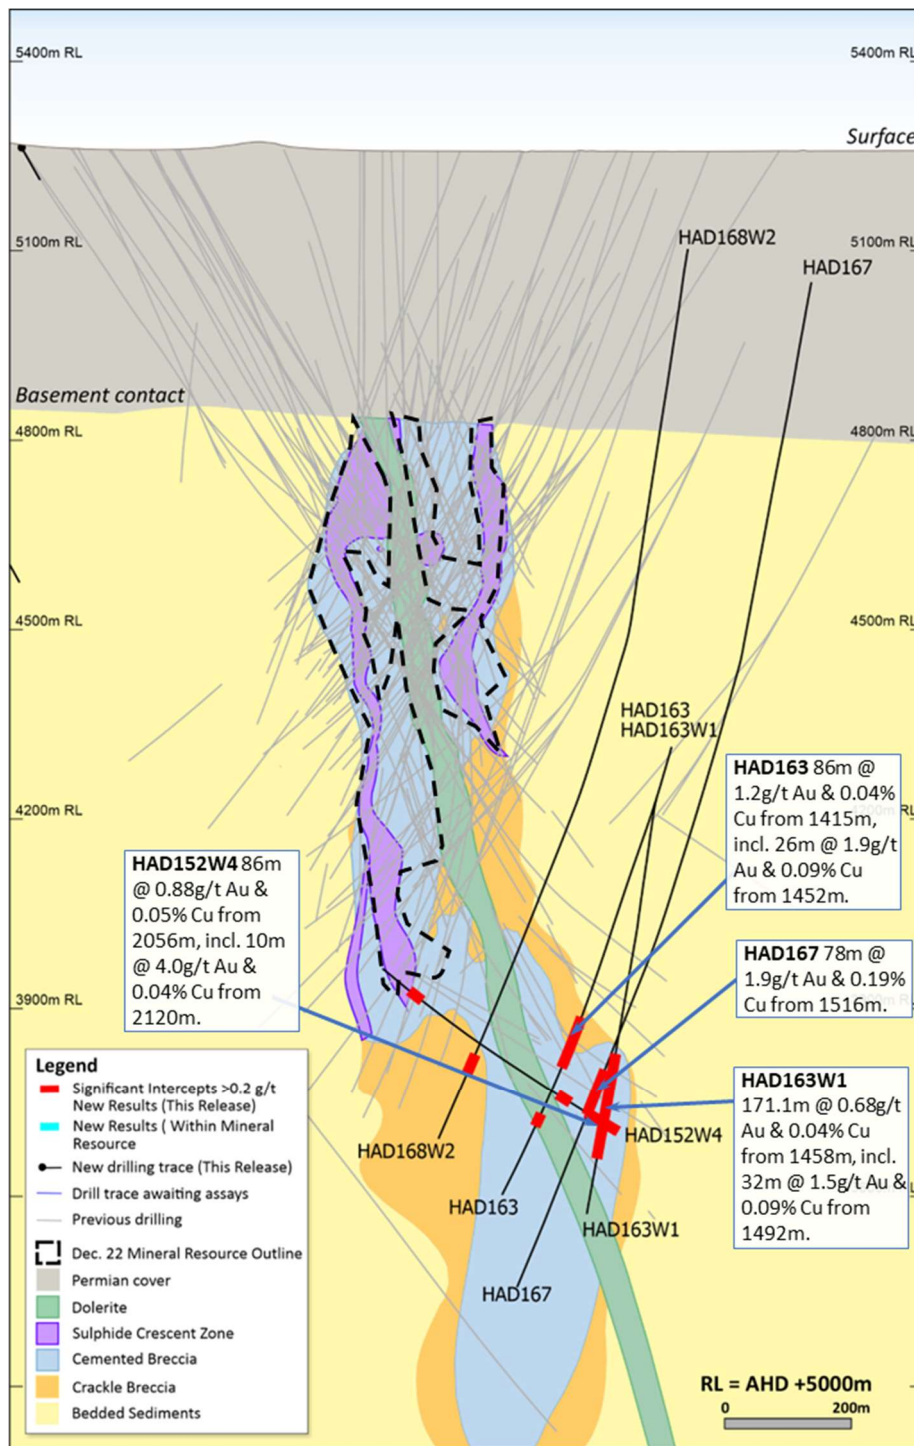 5400m RL
5400m RL
Surface
HAD168W2
5100m RL
5100m RL
HAD167
Basement contact
4800m RL
4800m RL
4500m RL
4500m RL
HAD163
HAD163W1
HAD163 86m @
1.2g/t Au & 0.04%
Cu from 1415m,
incl. 26m @ 1.9g/t
Au & 0.09% Cu
from 1452m.
4200m RL
HAD152W4 86m
@ 0.88g/t Au &
0.05% Cu from
2056m, incl. 10m
@ 4.0g/t Au &
0.04% Cu from
2120m.
HAD167 78m @
1.9g/t Au & 0.19%
Cu from 1516m.
3900m RL
HAD163W1
171.1m @ 0.68g/t
Au & 0.04% Cu
from 1458m, incl.
32m @ 1.5g/t Au &
0.09% Cu from
1492m.
HAD152W4
HAD168W2
HAD163
HAD163W1
HAD167
Legend
Significant Intercepts >0.2 g/t
New Results (This Release)
New Results ( Within Mineral
Resource
New drilling trace (This Release)
Drill trace awaiting assays
Previous drilling
Dec. 22 Mineral Resource Outline
Permian cover
Dolerite
Sulphide Crescent Zone
Cemented Breccia
Crackle Breccia
Bedded Sediments
RL = AHD +5000m
0 200m